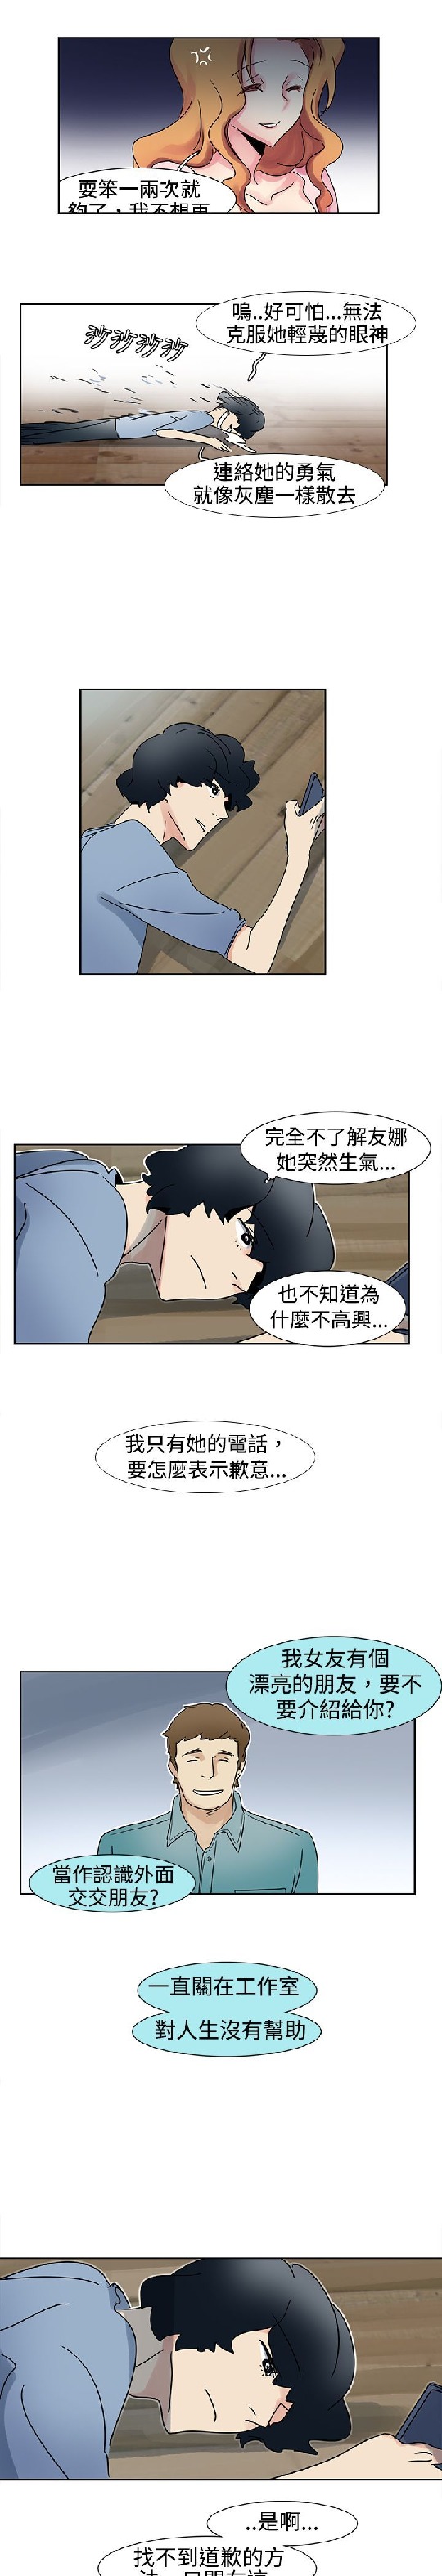 耍笨一兩次就
夠了，我不想再
嗚..好可怕...無法
克服她輕蔑的眼神
沙沙沙沙
連絡她的勇氣
就像灰塵一樣散去
完全不了解友娜
她突然生氣...
也不知道為
什麼不高興...
我只有她的電話，
要怎麼表示歉意...
我女友有個
漂亮的朋友，要不
要介紹給你?
當作認識外面
交交朋友?
一直關在工作室
對人生沒有幫助
..是啊...
找不到道歉的方